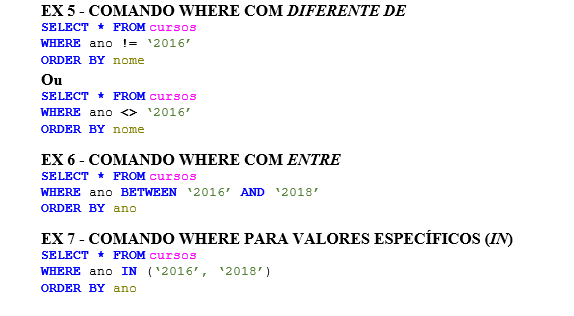 EX 5 - COMANDO WHERE COM DIFERENTE DE
SELECT * FROM cursos
WHERE ano != ‘2016’
ORDER BY nome
Ou
SELECT * FROM cursos
WHERE ano <> ‘2016’
ORDER BY nome
EX 6 - COMANDO WHERE COM ENTRE
SELECT * FROM cursos
WHERE ano BETWEEN ‘2016’ AND ‘2018’
ORDER BY ano
EX 7 - COMANDO WHERE PARA VALORES ESPECÍFICOS (IN)
SELECT * FROM cursos
WHERE ano IN (‘2016’, ‘2018’)
ORDER BY ano